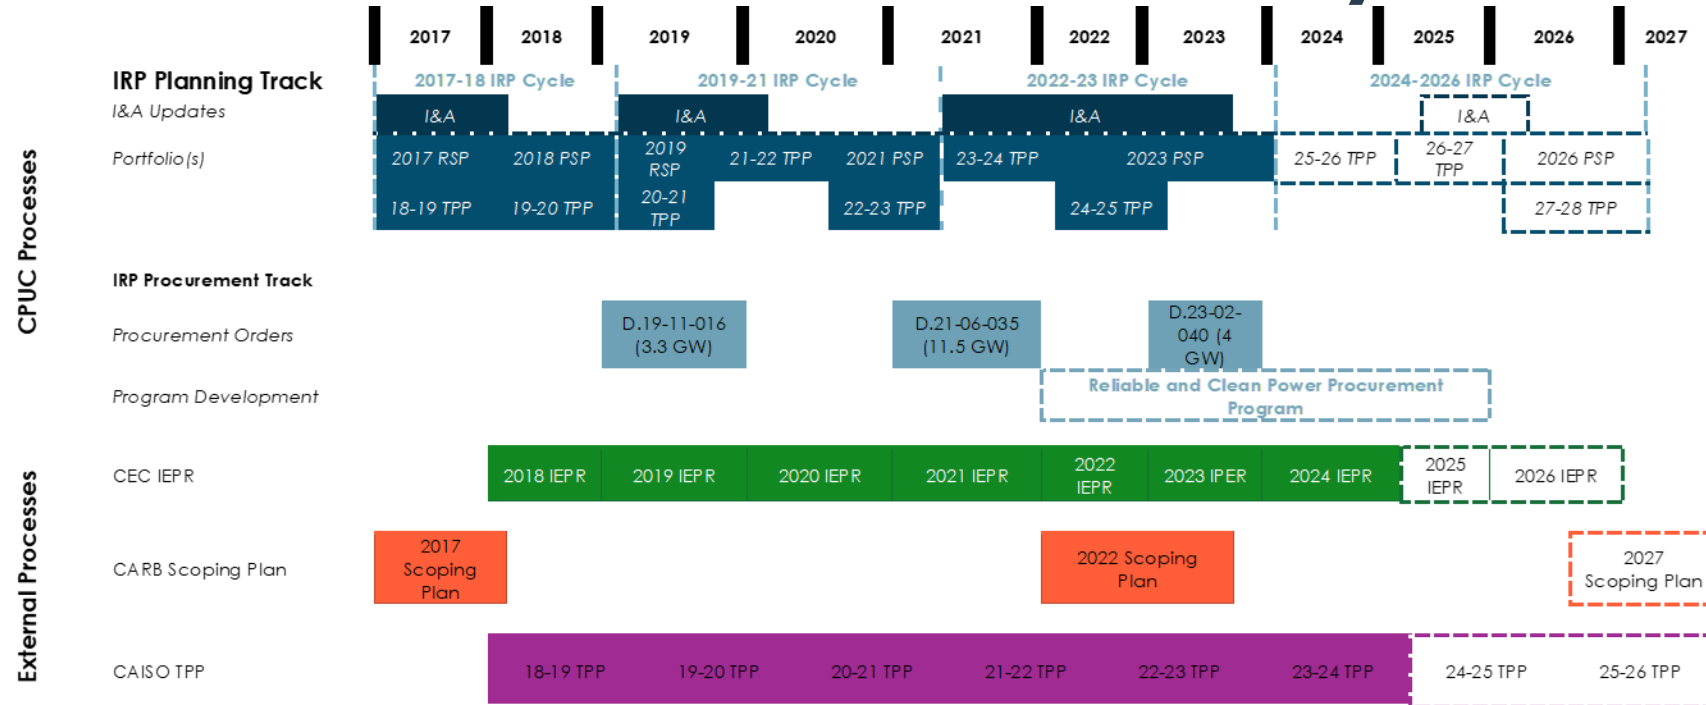 2017 2018 2019 2020 2021 2022 2023 2024 2025 2026 2027
IRP Planning Track
2017-18 IRP Cycle 2019-21 IRP Cycle 2022-23 IRP Cycle 2024-2026 IRP Cycle
I&A Updates
I&A I&A I&A I&A
CPUC Processes
Portfolio(s)
2017 RSP 2018 PSP 2019
RSP 21-22 TPP 2021 PSP 23-24 TPP 2023 PSP 25-26 TPP 26-27
TPP 2026 PSP
18-19 TPP 19-20 TPP 20-21
TPP 22-23 TPP 24-25 TPP 27-28 TPP
IRP Procurement Track
Procurement Orders
D.19-11-016
(3.3 GW)
D.21-06-035
(11.5 GW)
D.23-02-
040 (4
GW)
Program Development
Reliable and Clean Power Procurement
Program
External Processes
CEC IEPR
2018 IEPR 2019 IEPR 2020 IEPR 2021 IEPR 2022
IEPR 2023 IPER 2024 IEPR 2025
IEPR 2026 IEPR
CARB Scoping Plan
2017
Scoping
Plan
2022 Scoping
Plan
2027
Scoping Plan
CAISO TPP
18-19 TPP 19-20 TPP 20-21 TPP 21-22 TPP 22-23 TPP 23-24 TPP 24-25 TPP 25-26 TPP